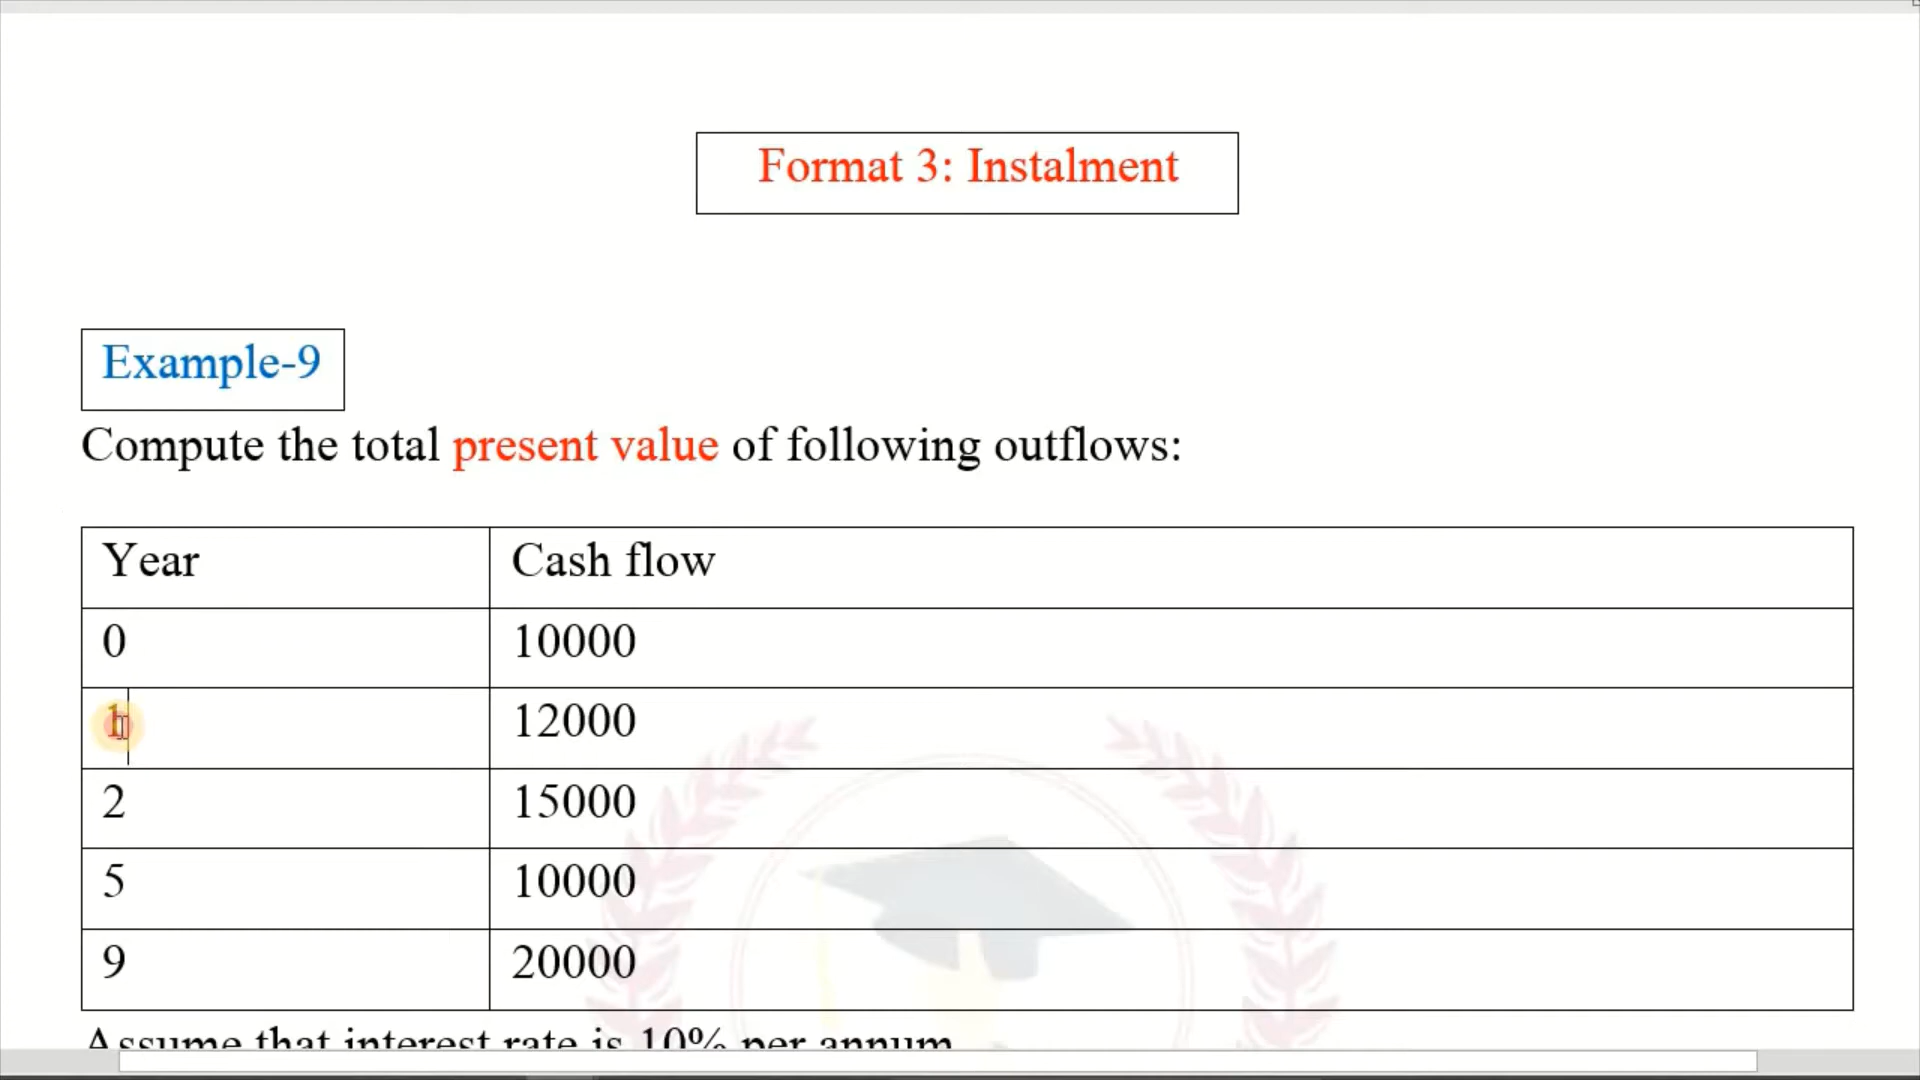 Format 3: Instalment
Example-9
Compute the total present value of following outflows:
Year Cash flow
0 10000
1 12000
2 15000
5 10000
9 20000
Assume that interest rate is 10% per annum